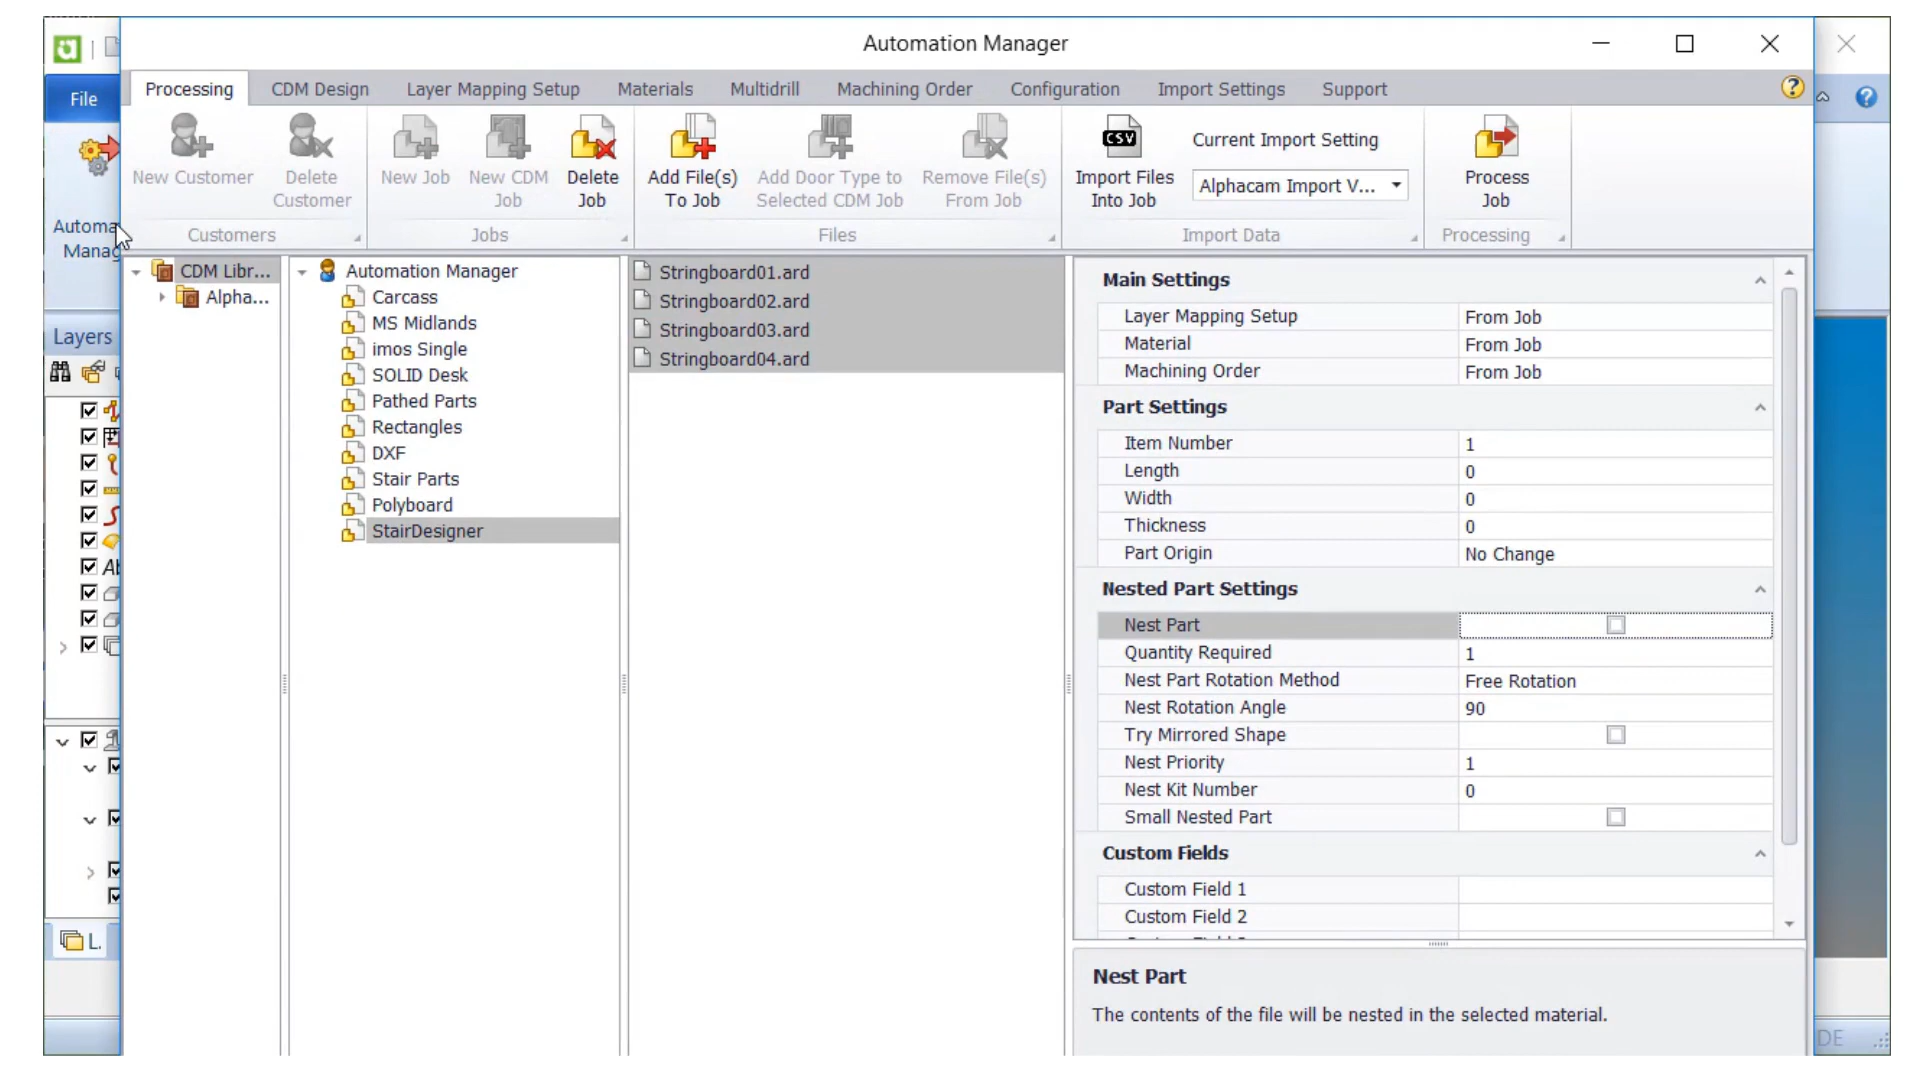 Automation Manager
File
Processing
CDM Design
Layer Mapping Setup
Materials
Multidrill
Machining Order
Configuration
Import Settings
Support
New Customer
Delete
Customer
Customers
New Job
New CDM
Job
Delete
Job
Jobs
Add File(s)
To Job
Add Door Type to
Selected CDM Job
Remove File(s)
From Job
Files
CSV
Import Files
Into Job
Current Import Setting
Alphacam Import V...
Import Data
Process
Job
Processing
Automa
Manag
Layers
L.
CDM Libr...
Alpha...
Automation Manager
Carcass
MS Midlands
imos Single
SOLID Desk
Pathed Parts
Rectangles
DXF
Stair Parts
Polyboard
StairDesigner
Stringboard01.ard
Stringboard02.ard
Stringboard03.ard
Stringboard04.ard
Main Settings
Layer Mapping Setup From Job
Material From Job
Machining Order From Job
Part Settings
Item Number 1
Length 0
Width 0
Thickness 0
Part Origin No Change
Nested Part Settings
Nest Part
Quantity Required 1
Nest Part Rotation Method Free Rotation
Nest Rotation Angle 90
Try Mirrored Shape
Nest Priority 1
Nest Kit Number 0
Small Nested Part
Custom Fields
Custom Field 1
Custom Field 2
Nest Part
The contents of the file will be nested in the selected material.
DE